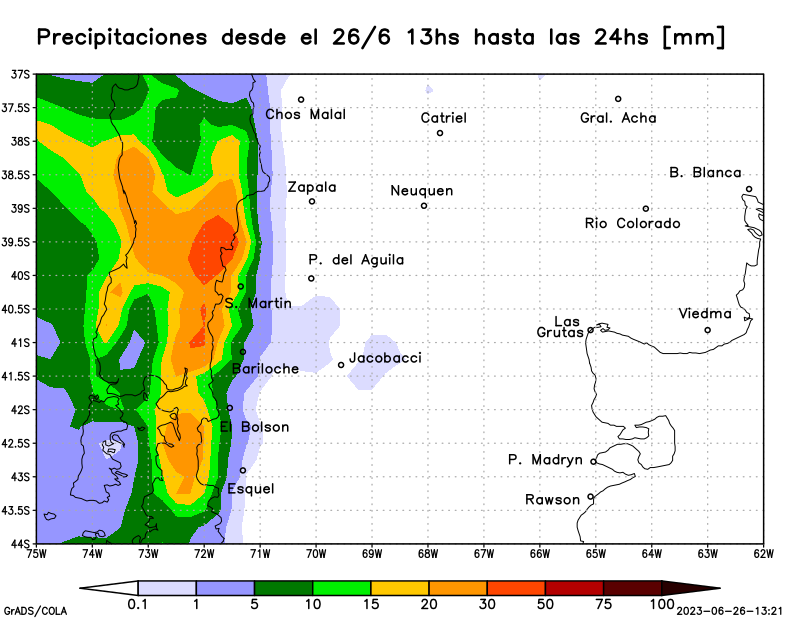 Precipitaciones desde el 26/6 13hs hasta las 24hs [mm]
37S
37.5S
38S
38.5S
39S
39.5S
40S
40.5S
41S
41.5S
42S
42.5S
43S
43.5S
44S
Chos Malal
Catriel
Gral. Acha
B. Blanca
Zapala
Neuquen
Rio Colorado
P. del Aguila
S. Martin
Viedma
Las
Grutas
Bariloche
Jacobacci
El Bolson
P. Madryn
Esquel
Rawson
75W 74W 73W 72W 71W 70W 69W 68W 67W 66W 65W 64W 63W 62W
0.1 1 5 10 15 20 30 50 75 100
GrADS/COLA
2023-06-26-13:21